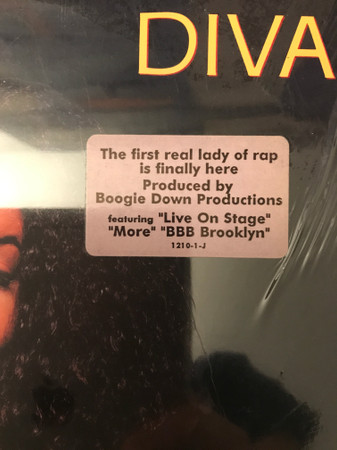 DIVA
The first real lady of rap
is finally here
Produced by
Boogie Down Productions
featuring "Live On Stage"
"More" "BBB Brooklyn"
1210-1-J